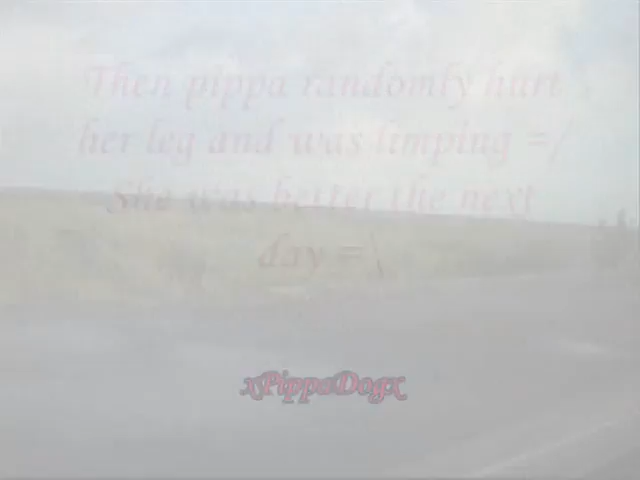 Then pippa randomly hurt
her leg and was limping =/
She was better the next
day =\
xPippaDogx